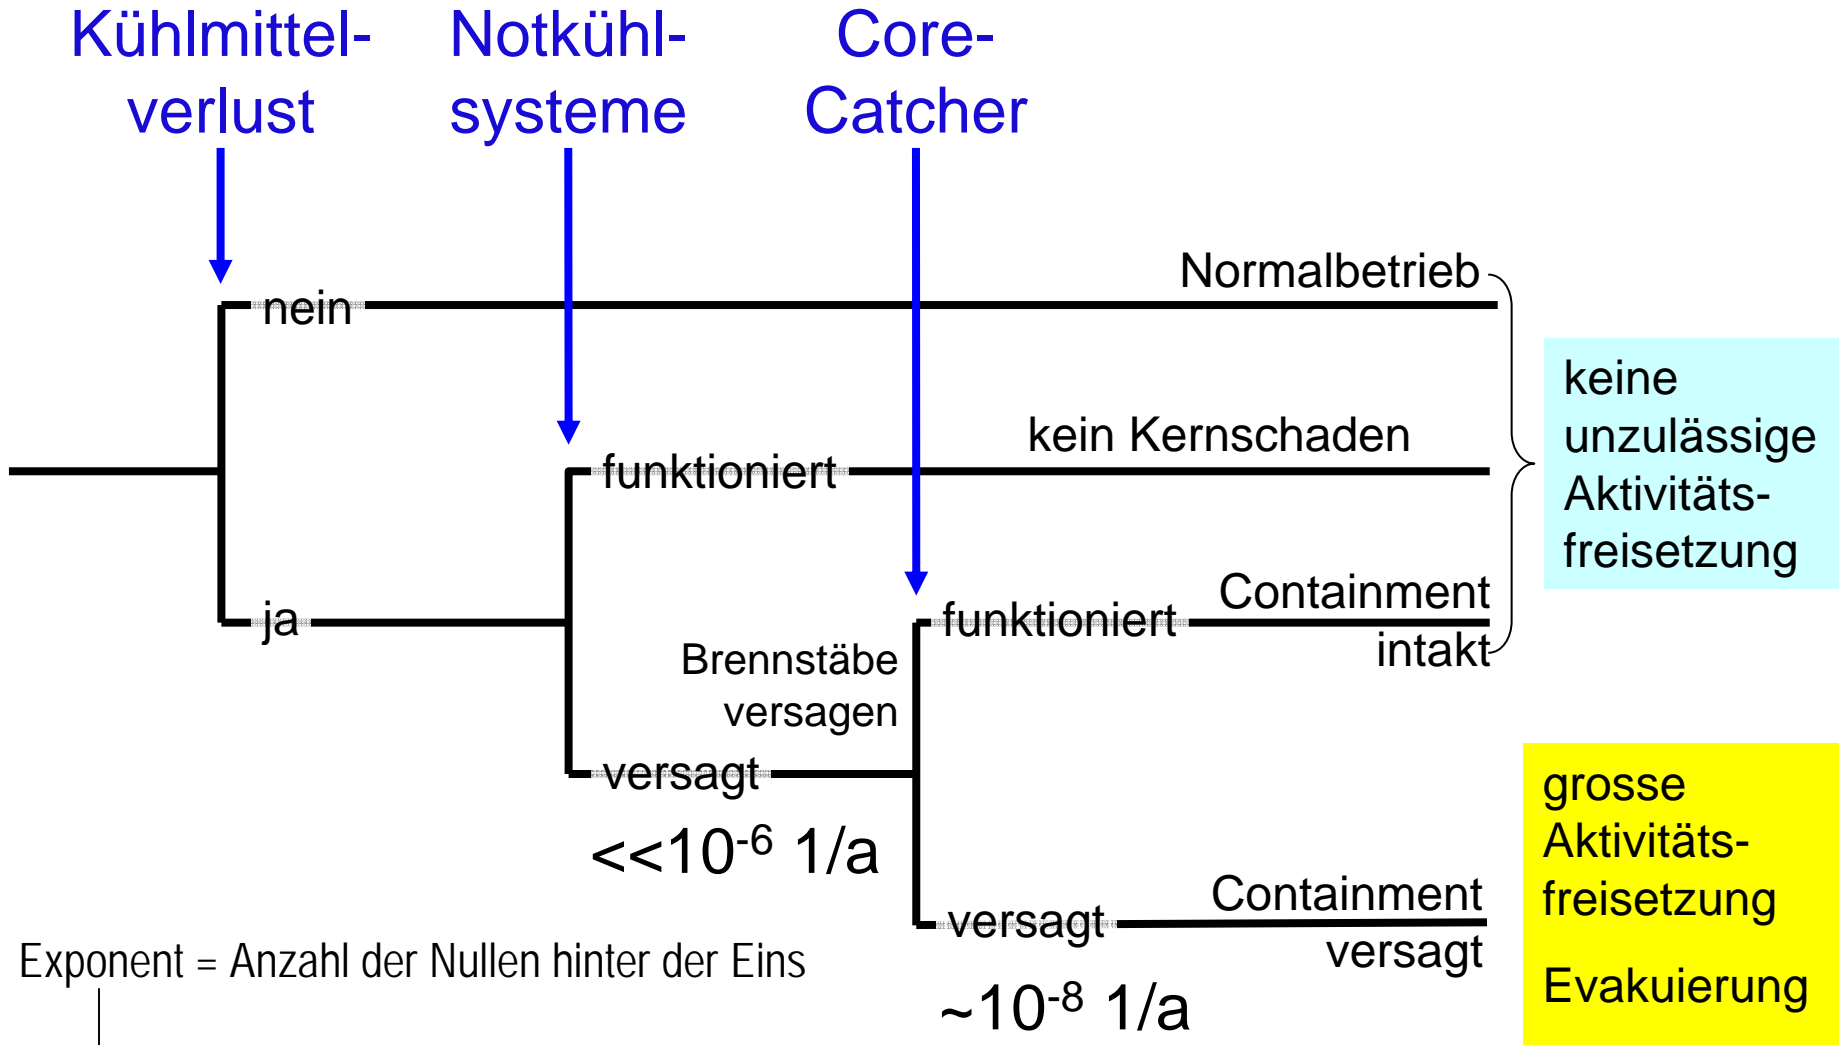 Kühlmittel-
verlust
Notkühl-
systeme
Core-
Catcher
Normalbetrieb
nein
kein Kernschaden
funktioniert
keine
unzulässige
Aktivitäts-
freisetzung
ja
Brennstäbe
versagen
funktioniert
Containment
intakt
versagt
<<10⁻⁶ 1/a
grosse
Aktivitäts-
freisetzung
Evakuierung
versagt
Containment
versagt
~10⁻⁸ 1/a
Exponent = Anzahl der Nullen hinter der Eins